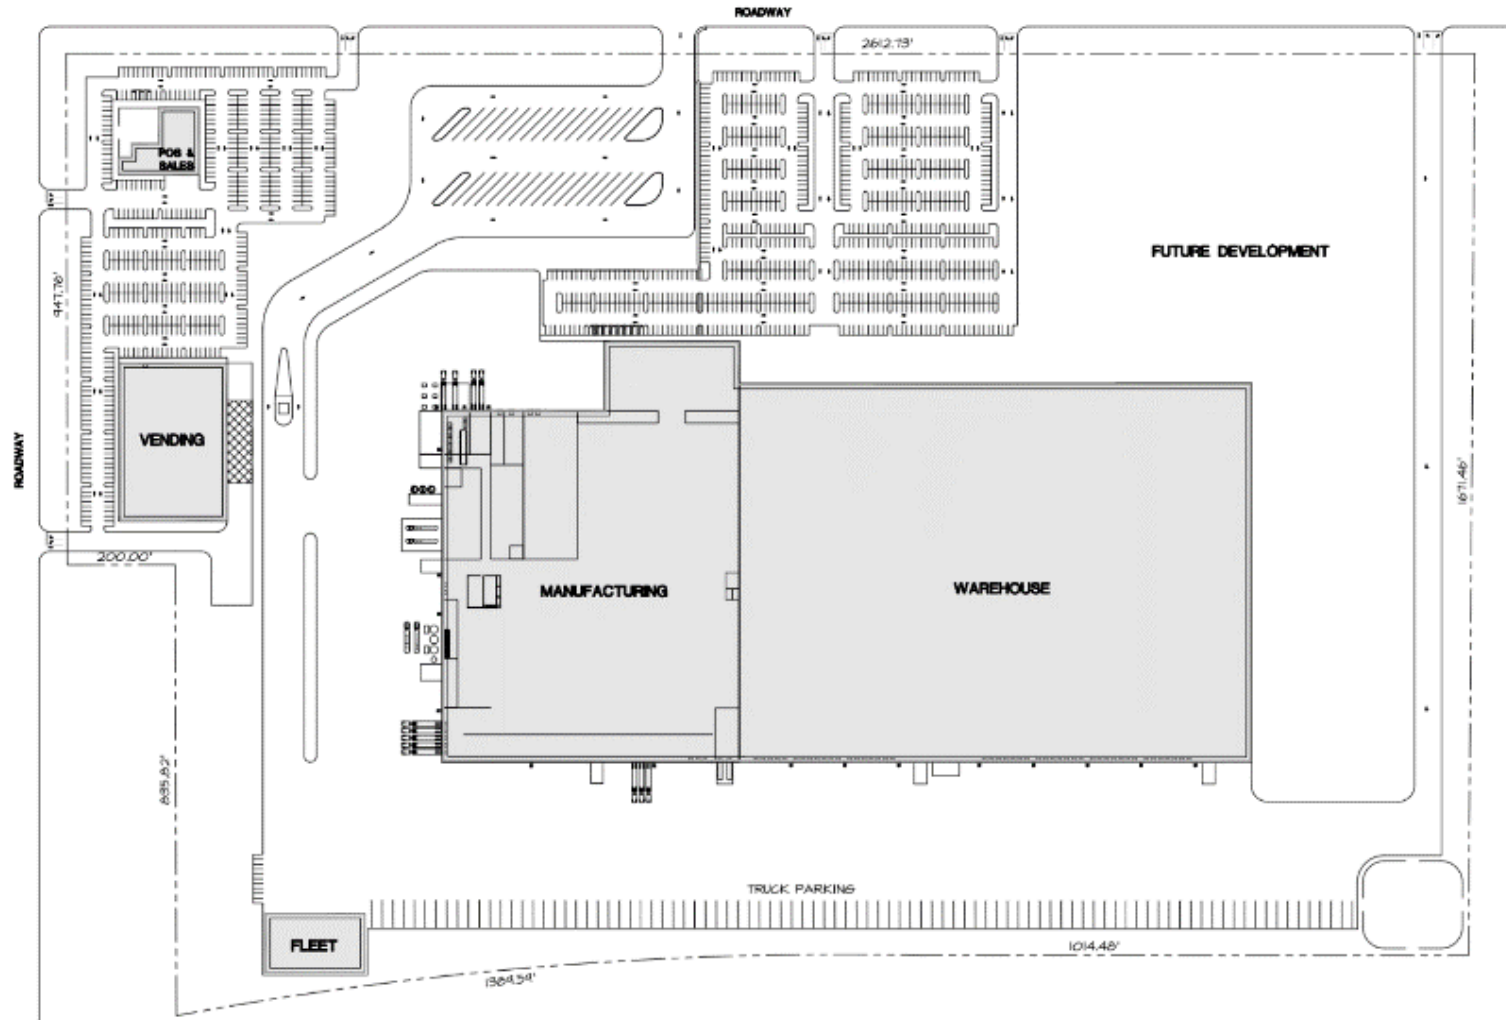 ROADWAY
2612.73'
POS &
SALES
FUTURE DEVELOPMENT
947.76'
VENDING
ROADWAY
1671.46'
200.00'
MANUFACTURING
WAREHOUSE
835.82'
TRUCK PARKING
FLEET
1014.48'
1389.59'